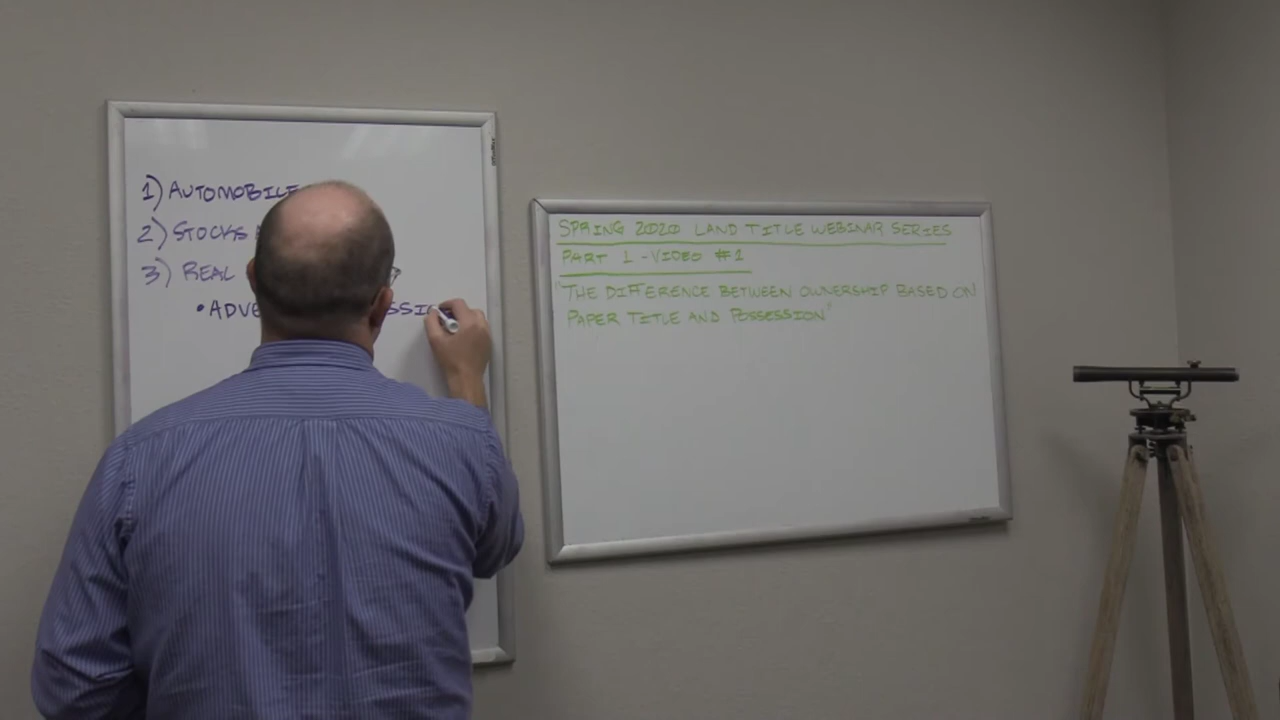 1) AUTOMOBILE
2) STOCKS
3) REAL
• ADVE SSIO
SPRING 2020 LAND TITLE WEBINAR SERIES
PART 1 - VIDEO #1
"THE DIFFERENCE BETWEEN OWNERSHIP BASED ON
PAPER TITLE AND POSSESSION"